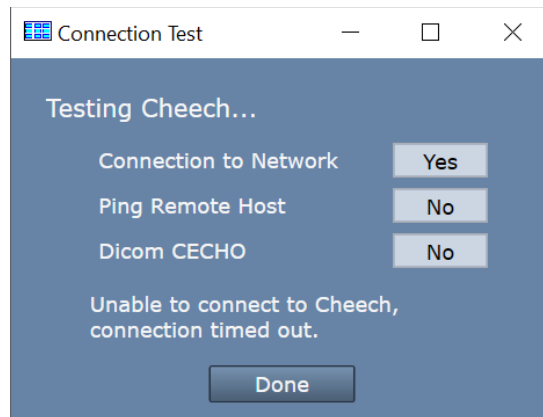 Connection Test
Testing Cheech...
Connection to Network Yes
Ping Remote Host No
Dicom CECHO No
Unable to connect to Cheech,
connection timed out.
Done